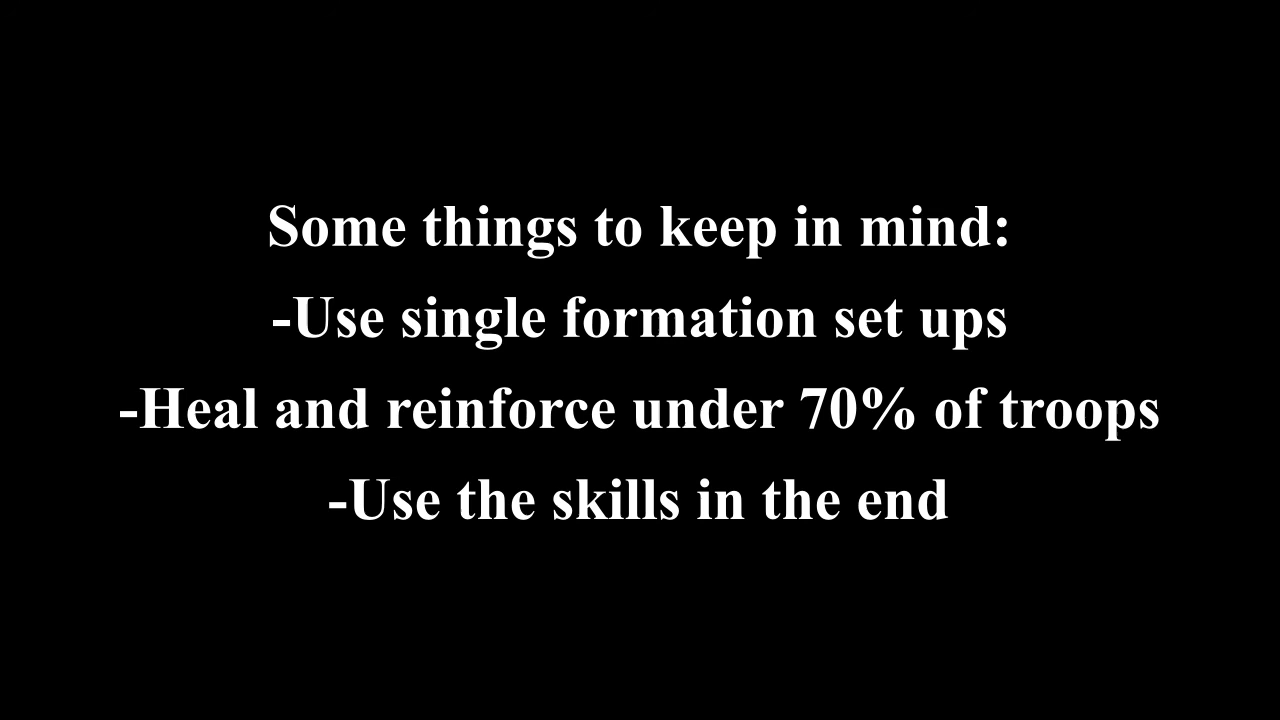 Some things to keep in mind:
-Use single formation set ups
-Heal and reinforce under 70% of troops
-Use the skills in the end